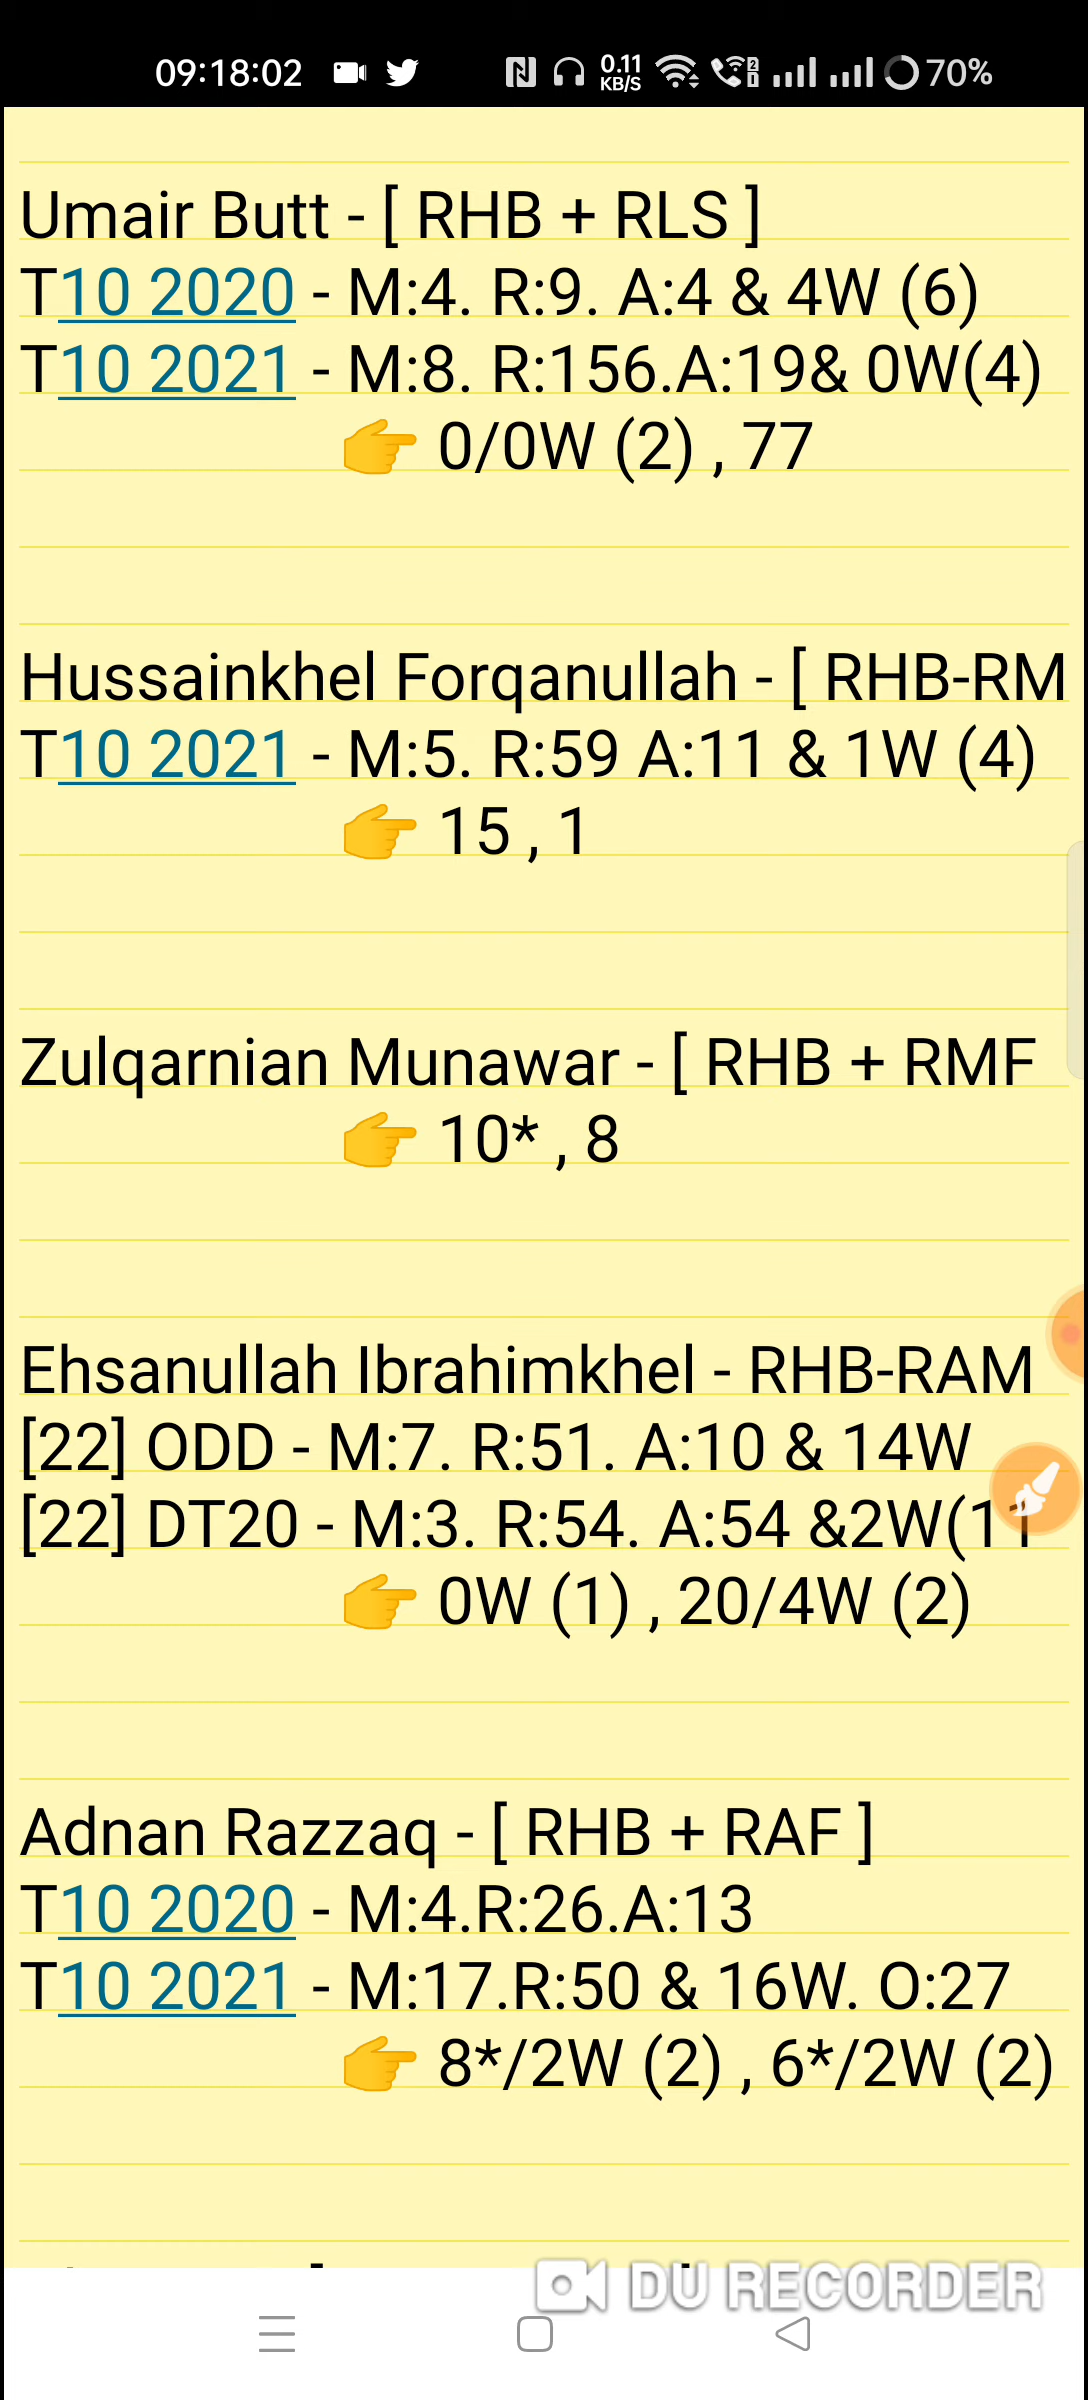 09:18:02 0.11 KB/S 2 1 70%
Umair Butt - [ RHB + RLS ]
T10 2020 - M:4. R:9. A:4 & 4W (6)
T10 2021 - M:8. R:156.A:19& 0W(4)
👉 0/0W (2) , 77
Hussainkhel Forqanullah - [ RHB-RM
T10 2021 - M:5. R:59 A:11 & 1W (4)
👉 15 , 1
Zulqarnian Munawar - [ RHB + RMF
👉 10* , 8
Ehsanullah Ibrahimkhel - RHB-RAM
[22] ODD - M:7. R:51. A:10 & 14W
[22] DT20 - M:3. R:54. A:54 &2W(11
👉 0W (1) , 20/4W (2)
Adnan Razzaq - [ RHB + RAF ]
T10 2020 - M:4.R:26.A:13
T10 2021 - M:17.R:50 & 16W. O:27
👉 8*/2W (2) , 6*/2W (2)
DU RECORDER